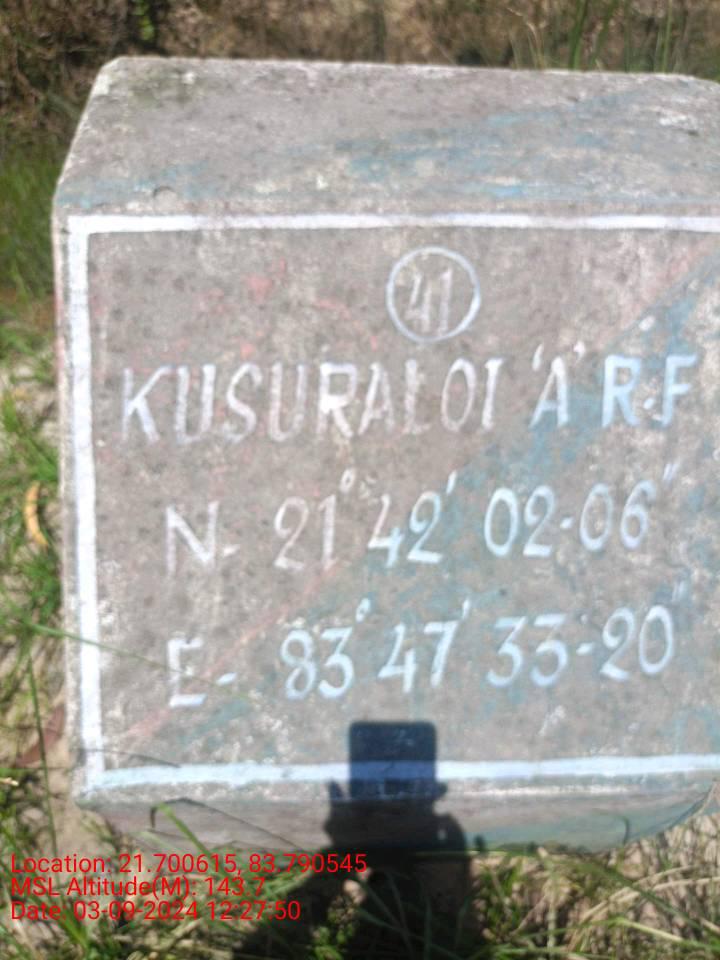 41
KUSURALOI 'A' R.F
N- 21° 42' 02-06"
E- 83° 47' 33-20"
Location: 21.700615, 83.790545
MSL Altitude(M): 143.7
Date: 03-09-2024 12:27:50